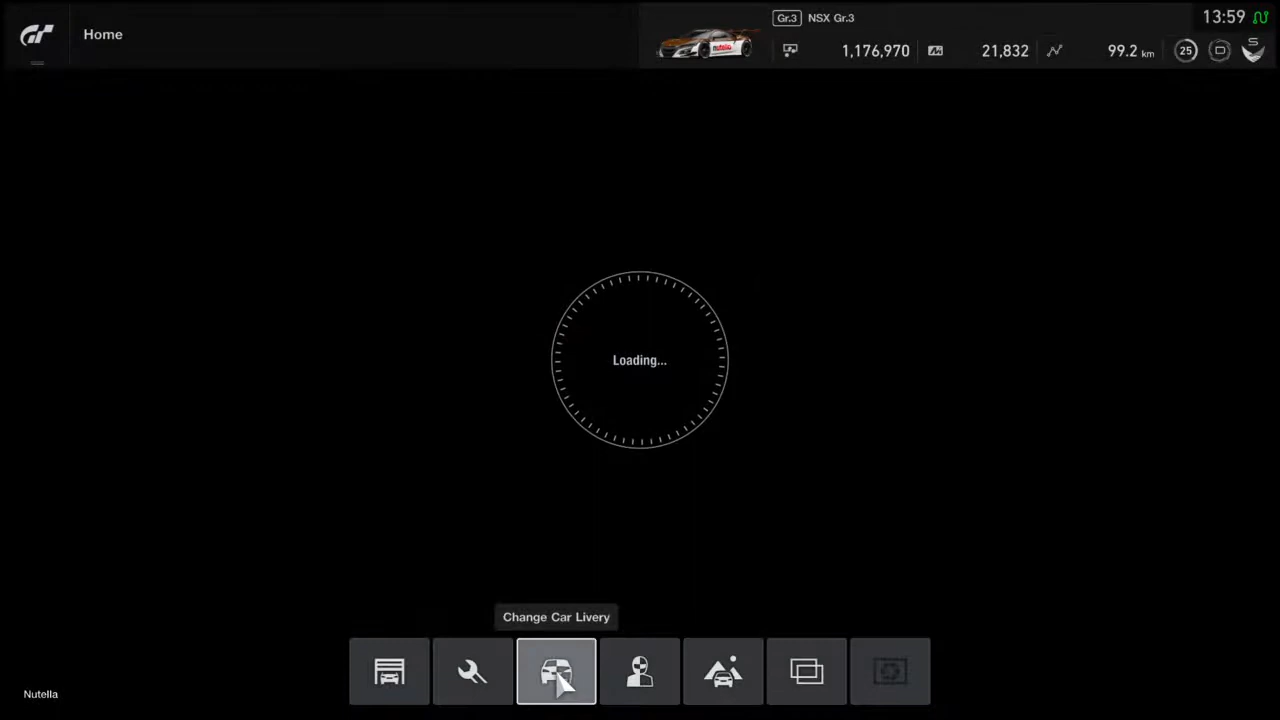 Home
Gr.3 NSX Gr.3
13:59
nutella
1,176,970
21,832
99.2 km
25
S
Loading...
Change Car Livery
Nutella